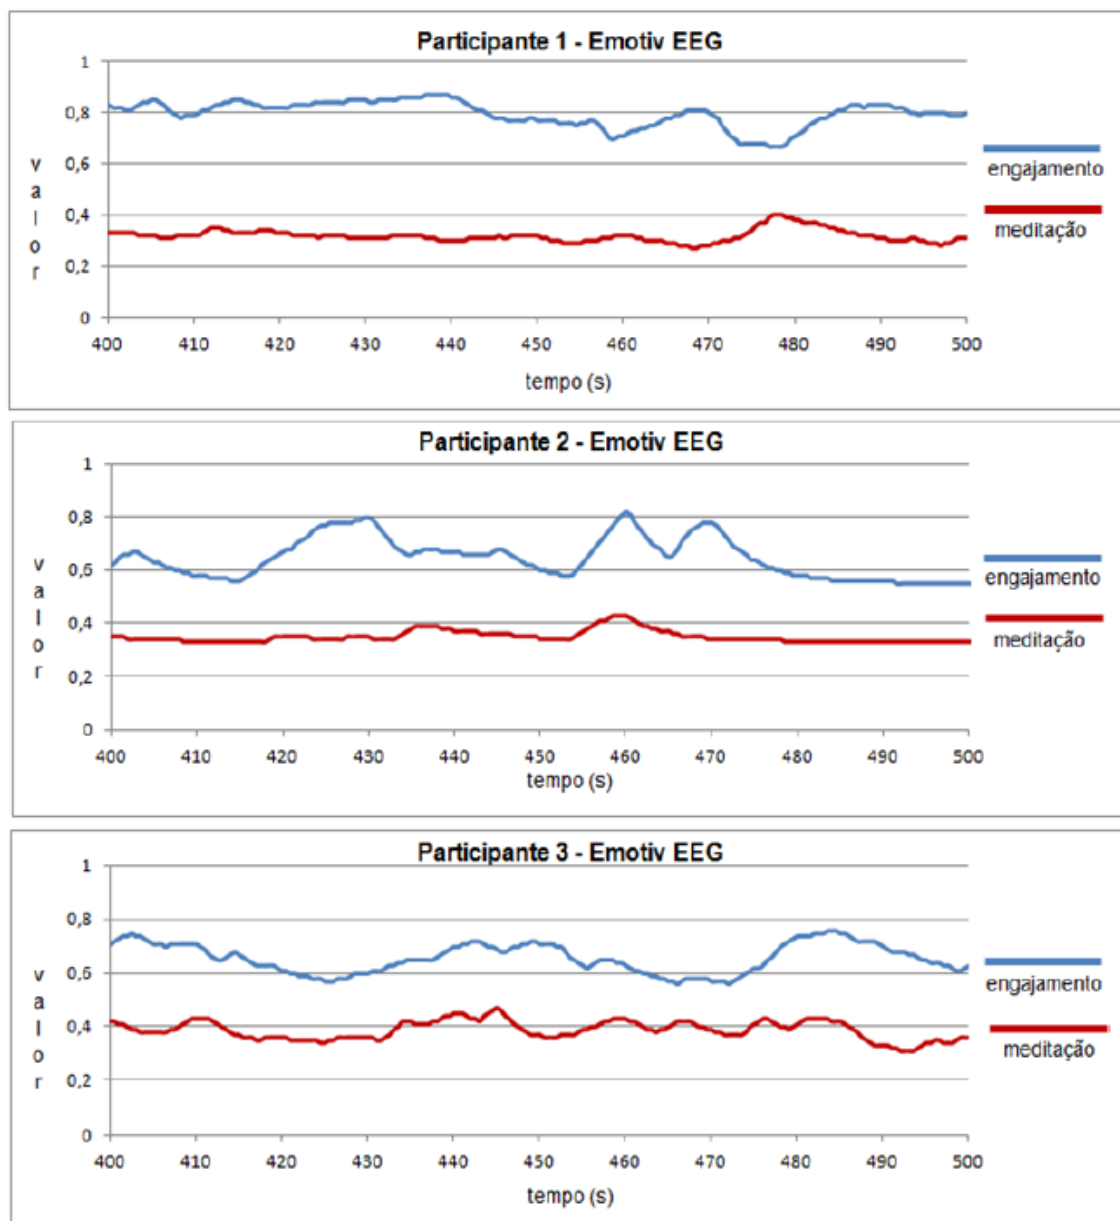 Participante 1 - Emotiv EEG
1
0,8
0,6
0,4
0,2
0
v
a
l
o
r
400 410 420 430 440 450 460 470 480 490 500
tempo (s)
engajamento
meditação
Participante 2 - Emotiv EEG
1
0,8
0,6
0,4
0,2
0
v
a
l
o
r
400 410 420 430 440 450 460 470 480 490 500
tempo (s)
engajamento
meditação
Participante 3 - Emotiv EEG
1
0,8
0,6
0,4
0,2
0
v
a
l
o
r
400 410 420 430 440 450 460 470 480 490 500
tempo (s)
engajamento
meditação